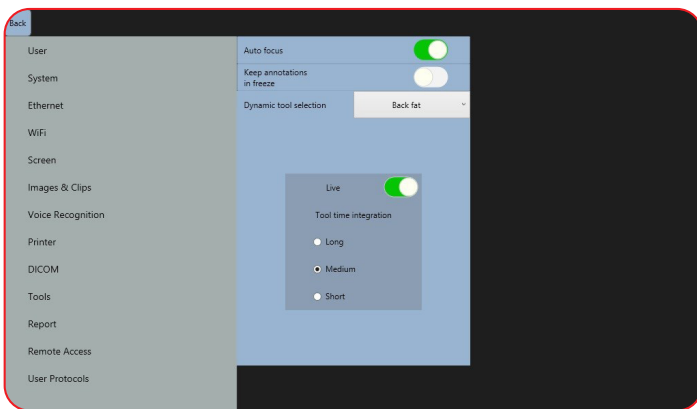 Back
User
System
Ethernet
WiFi
Screen
Images & Clips
Voice Recognition
Printer
DICOM
Tools
Report
Remote Access
User Protocols
Auto focus
Keep annotations
in freeze
Dynamic tool selection Back fat
Live
Tool time integration
Long
Medium
Short